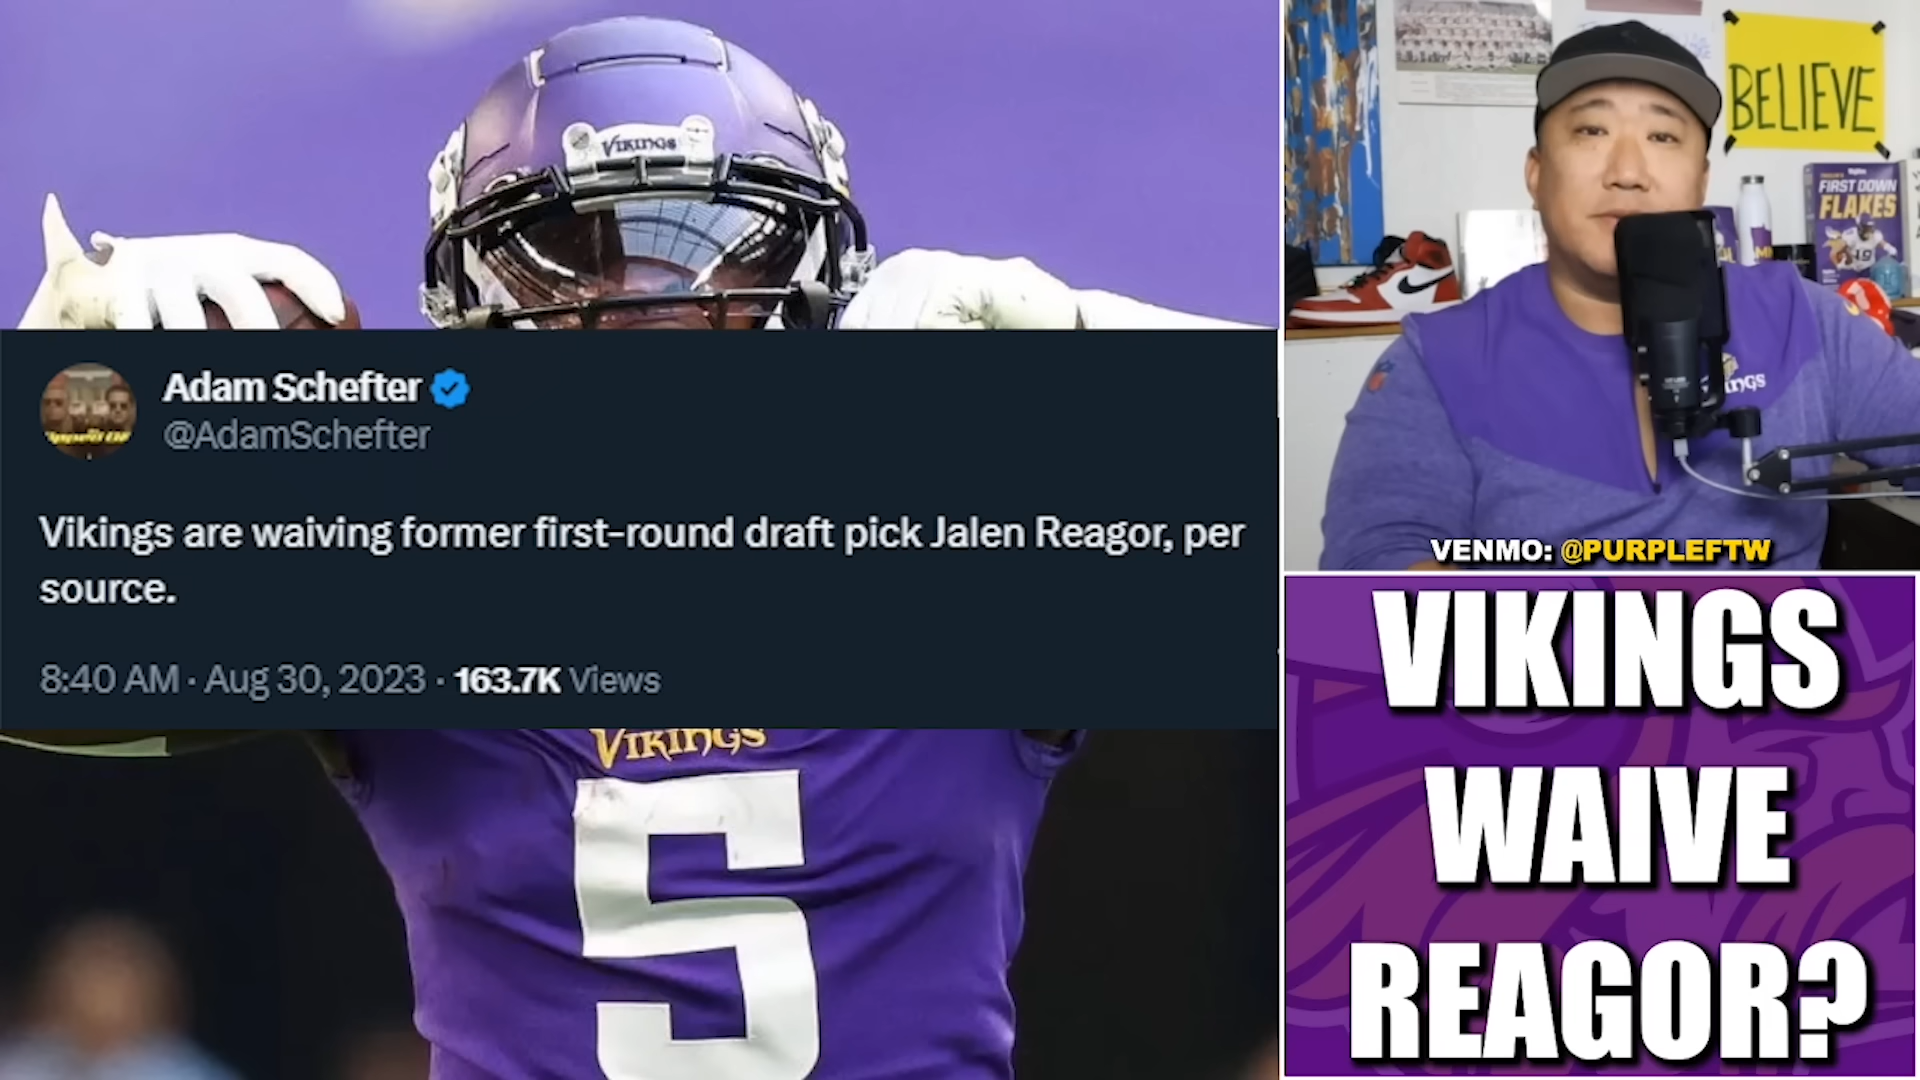 VIKINGS
Adam Schefter
@AdamSchefter
Vikings are waiving former first-round draft pick Jalen Reagor, per
source.
8:40 AM · Aug 30, 2023 · 163.7K Views
VIKINGS
5
BELIEVE
FIRST DOWN
FLAKES
VENMO: @PURPLEFTW
VIKINGS
WAIVE
REAGOR?